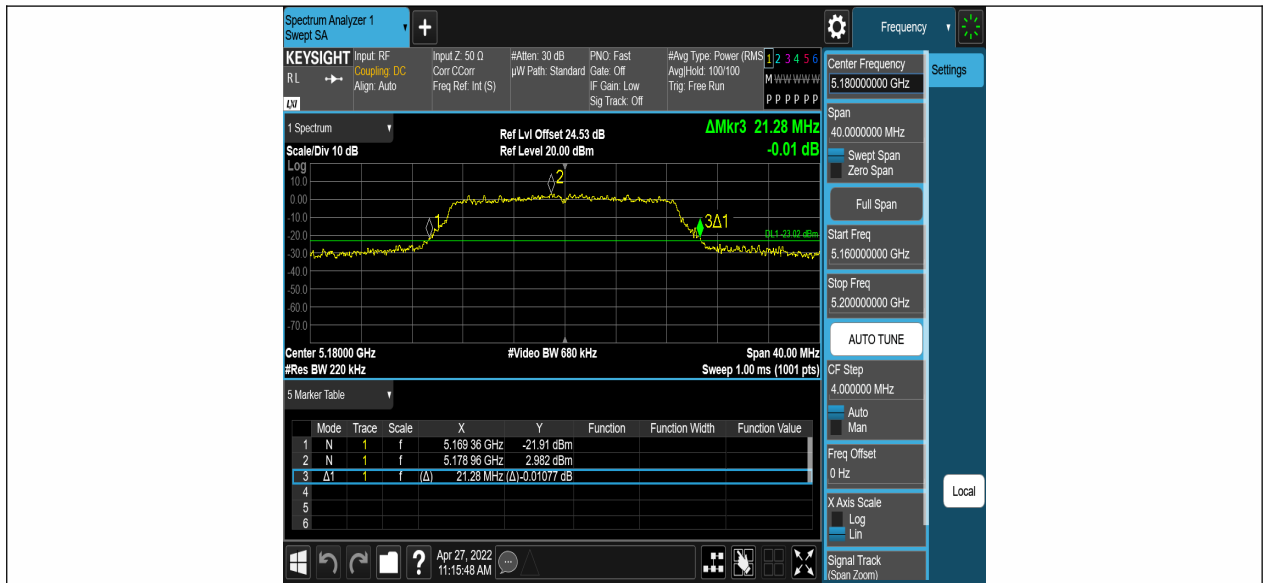 Spectrum Analyzer 1
Swept SA
+
Frequency
KEYSIGHT
RL
LXI
Input: RF
Coupling: DC
Align: Auto
Input Z: 50 Ω
Corr CCorr
Freq Ref: Int (S)
#Atten: 30 dB
µW Path: Standard
PNO: Fast
Gate: Off
IF Gain: Low
Sig Track: Off
#Avg Type: Power (RMS
Avg|Hold: 100/100
Trig: Free Run
1 2 3 4 5 6
M W W W W W
P P P P P P
1 Spectrum
Scale/Div 10 dB
Ref Lvl Offset 24.53 dB
Ref Level 20.00 dBm
ΔMkr3 21.28 MHz
-0.01 dB
Log
10.0
0.00
-10.0
-20.0
-30.0
-40.0
-50.0
-60.0
-70.0
1
2
3Δ1
DL1 -23.02 dBm
Center 5.18000 GHz
#Video BW 680 kHz
Span 40.00 MHz
#Res BW 220 kHz
Sweep 1.00 ms (1001 pts)
5 Marker Table
Mode Trace Scale X Y Function Function Width Function Value
1 N 1 f 5.169 36 GHz -21.91 dBm
2 N 1 f 5.178 96 GHz 2.982 dBm
3 Δ1 1 f (Δ) 21.28 MHz (Δ) -0.01077 dB
4
5
6
?
Apr 27, 2022
11:15:48 AM
Center Frequency
5.180000000 GHz
Settings
Span
40.0000000 MHz
Swept Span
Zero Span
Full Span
Start Freq
5.160000000 GHz
Stop Freq
5.200000000 GHz
AUTO TUNE
CF Step
4.000000 MHz
Auto
Man
Freq Offset
0 Hz
Local
X Axis Scale
Log
Lin
Signal Track
(Span Zoom)